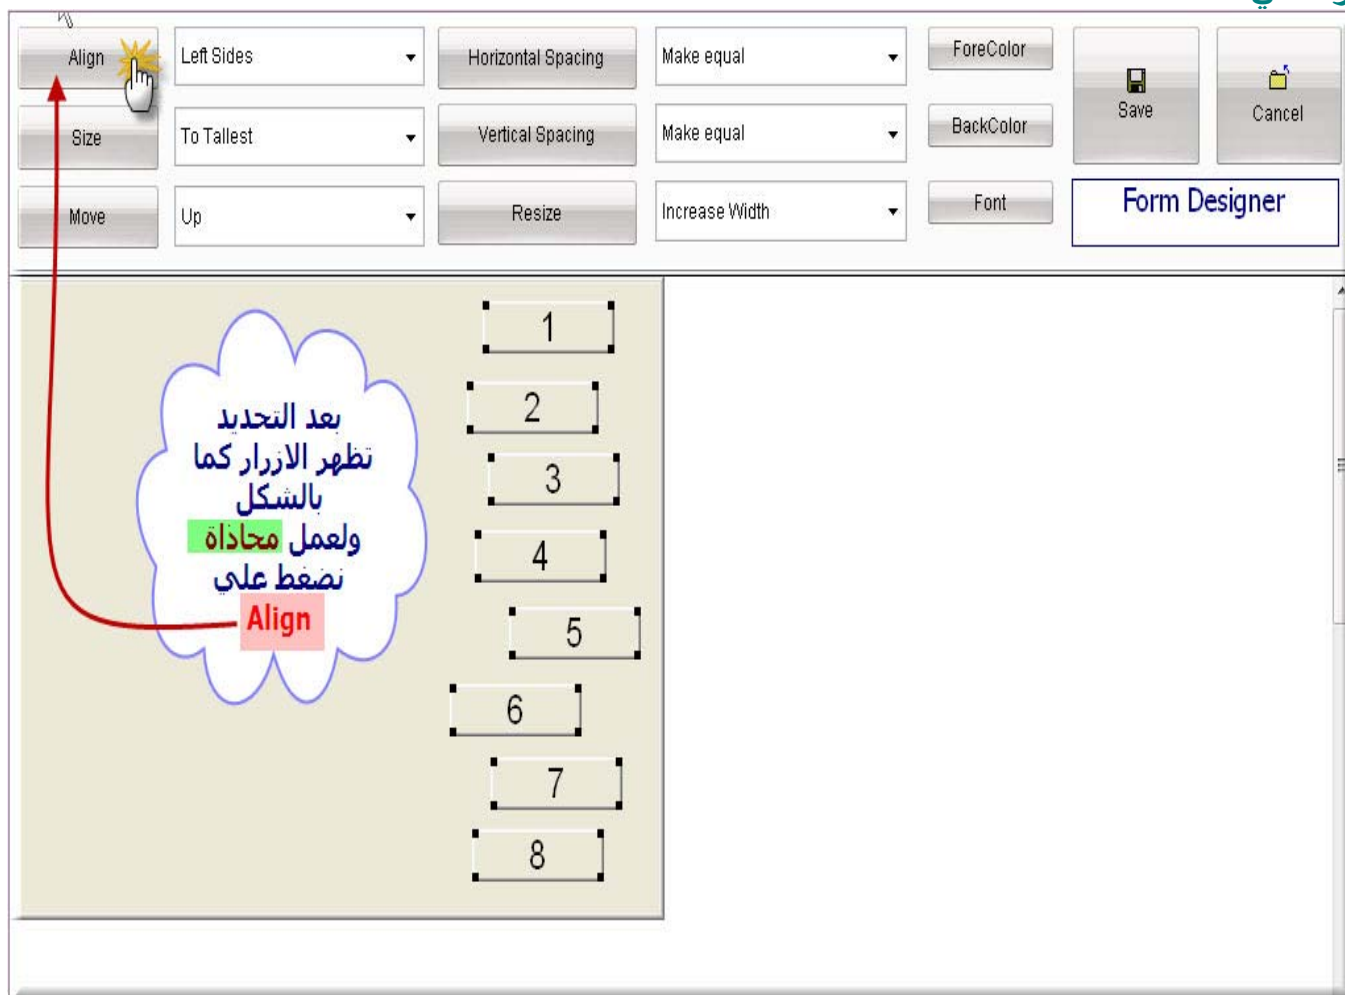 Align
Left Sides
Horizontal Spacing
Make equal
ForeColor
Save
Cancel
Size
To Tallest
Vertical Spacing
Make equal
BackColor
Move
Up
Resize
Increase Width
Font
Form Designer
بعد التحديد
تظهر الازرار كما
بالشكل
ولعمل محاذاة
نضغط علي
Align
1
2
3
4
5
6
7
8